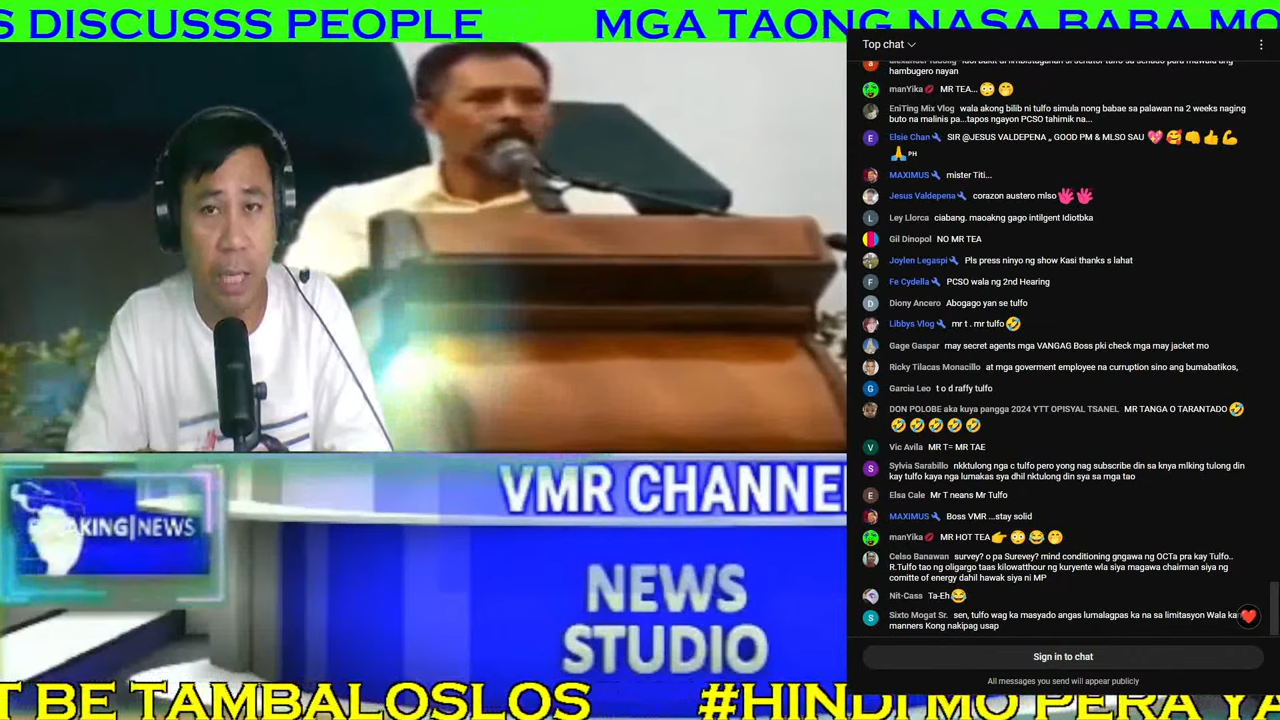 S DISCUSSS PEOPLE MGA TAONG NASA BABA MO
Top chat
hambugero nayan
manYika MR TEA...
EniTing Mix Vlog wala akong bilib ni tulfo simula nong babae sa palawan na 2 weeks naging
buto na malinis pa...tapos ngayon PCSO tahimik na...
Elsie Chan SIR @JESUS VALDEPENA ,, GOOD PM & MLSO SAU
PH
MAXIMUS mister Titi...
Jesus Valdepena corazon austero mlso
Ley Llorca ciabang. maoakng gago intilgent Idiotbka
Gil Dinopol NO MR TEA
Joylen Legaspi Pls press ninyo ng show Kasi thanks s lahat
Fe Cydella PCSO wala ng 2nd Hearing
Diony Ancero Abogago yan se tulfo
Libbys Vlog mr t . mr tulfo
Gage Gaspar may secret agents mga VANGAG Boss pki check mga may jacket mo
Ricky Tilacas Monacillo at mga goverment employee na curruption sino ang bumabatikos,
Garcia Leo t o d raffy tulfo
DON POLOBE aka kuya pangga 2024 YTT OPISYAL TSANEL MR TANGA O TARANTADO
Vic Avila MR T= MR TAE
Sylvia Sarabillo nkktulong nga c tulfo pero yong nag subscribe din sa knya mlking tulong din
kay tulfo kaya nga lumakas sya dhil nktulong din sya sa mga tao
Elsa Cale Mr T neans Mr Tulfo
MAXIMUS Boss VMR ...stay solid
manYika MR HOT TEA
Celso Banawan survey? o pa Surevey? mind conditioning gngawa ng OCTa pra kay Tulfo..
R.Tulfo tao ng oligargo taas kilowatthour ng kuryente wla siya magawa chairman siya ng
comitte of energy dahil hawak siya ni MP
Nit-Cass Ta-Eh
Sixto Mogat Sr. sen, tulfo wag ka masyado angas lumalagpas ka na sa limitasyon Wala ka
manners Kong nakipag usap
Sign in to chat
All messages you send will appear publicly
VMR CHANNE
AKING|NEWS
NEWS
STUDIO
T BE TAMBALOSLOS #HINDI MO PERA YA